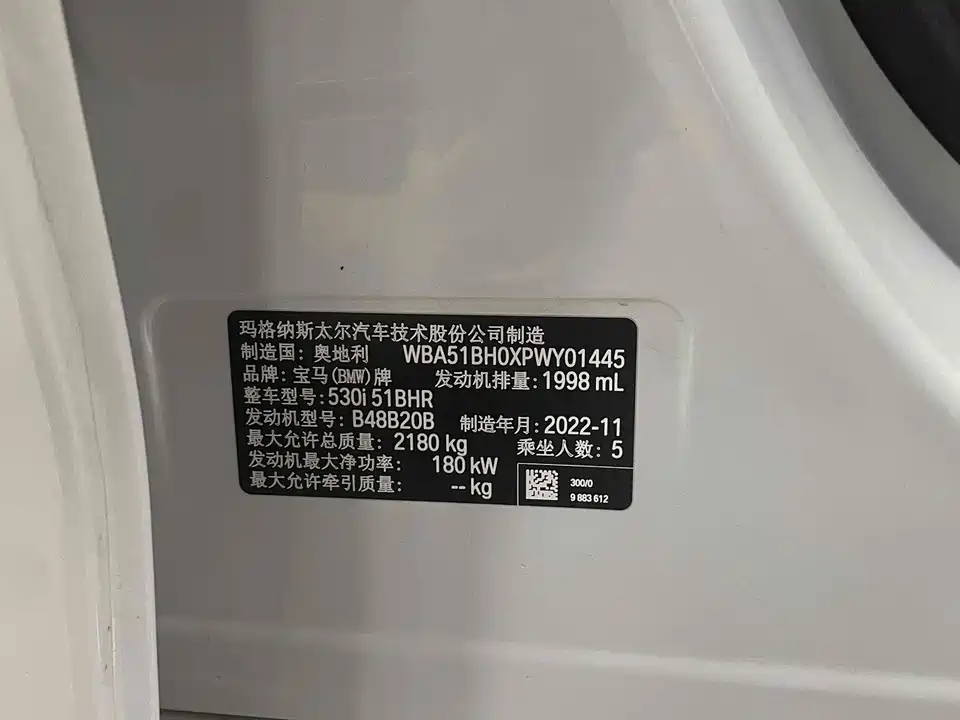 玛格纳斯太尔汽车技术股份公司制造
制造国：奥地利 WBA51BH0XPWY01445
品牌：宝马(BMW)牌 发动机排量：1998 mL
整车型号：530i 51BHR
发动机型号：B48B20B 制造年月：2022-11
最大允许总质量：2180 kg 乘坐人数：5
发动机最大净功率：180 kW
最大允许牵引质量：-- kg
300/0
9 883 612